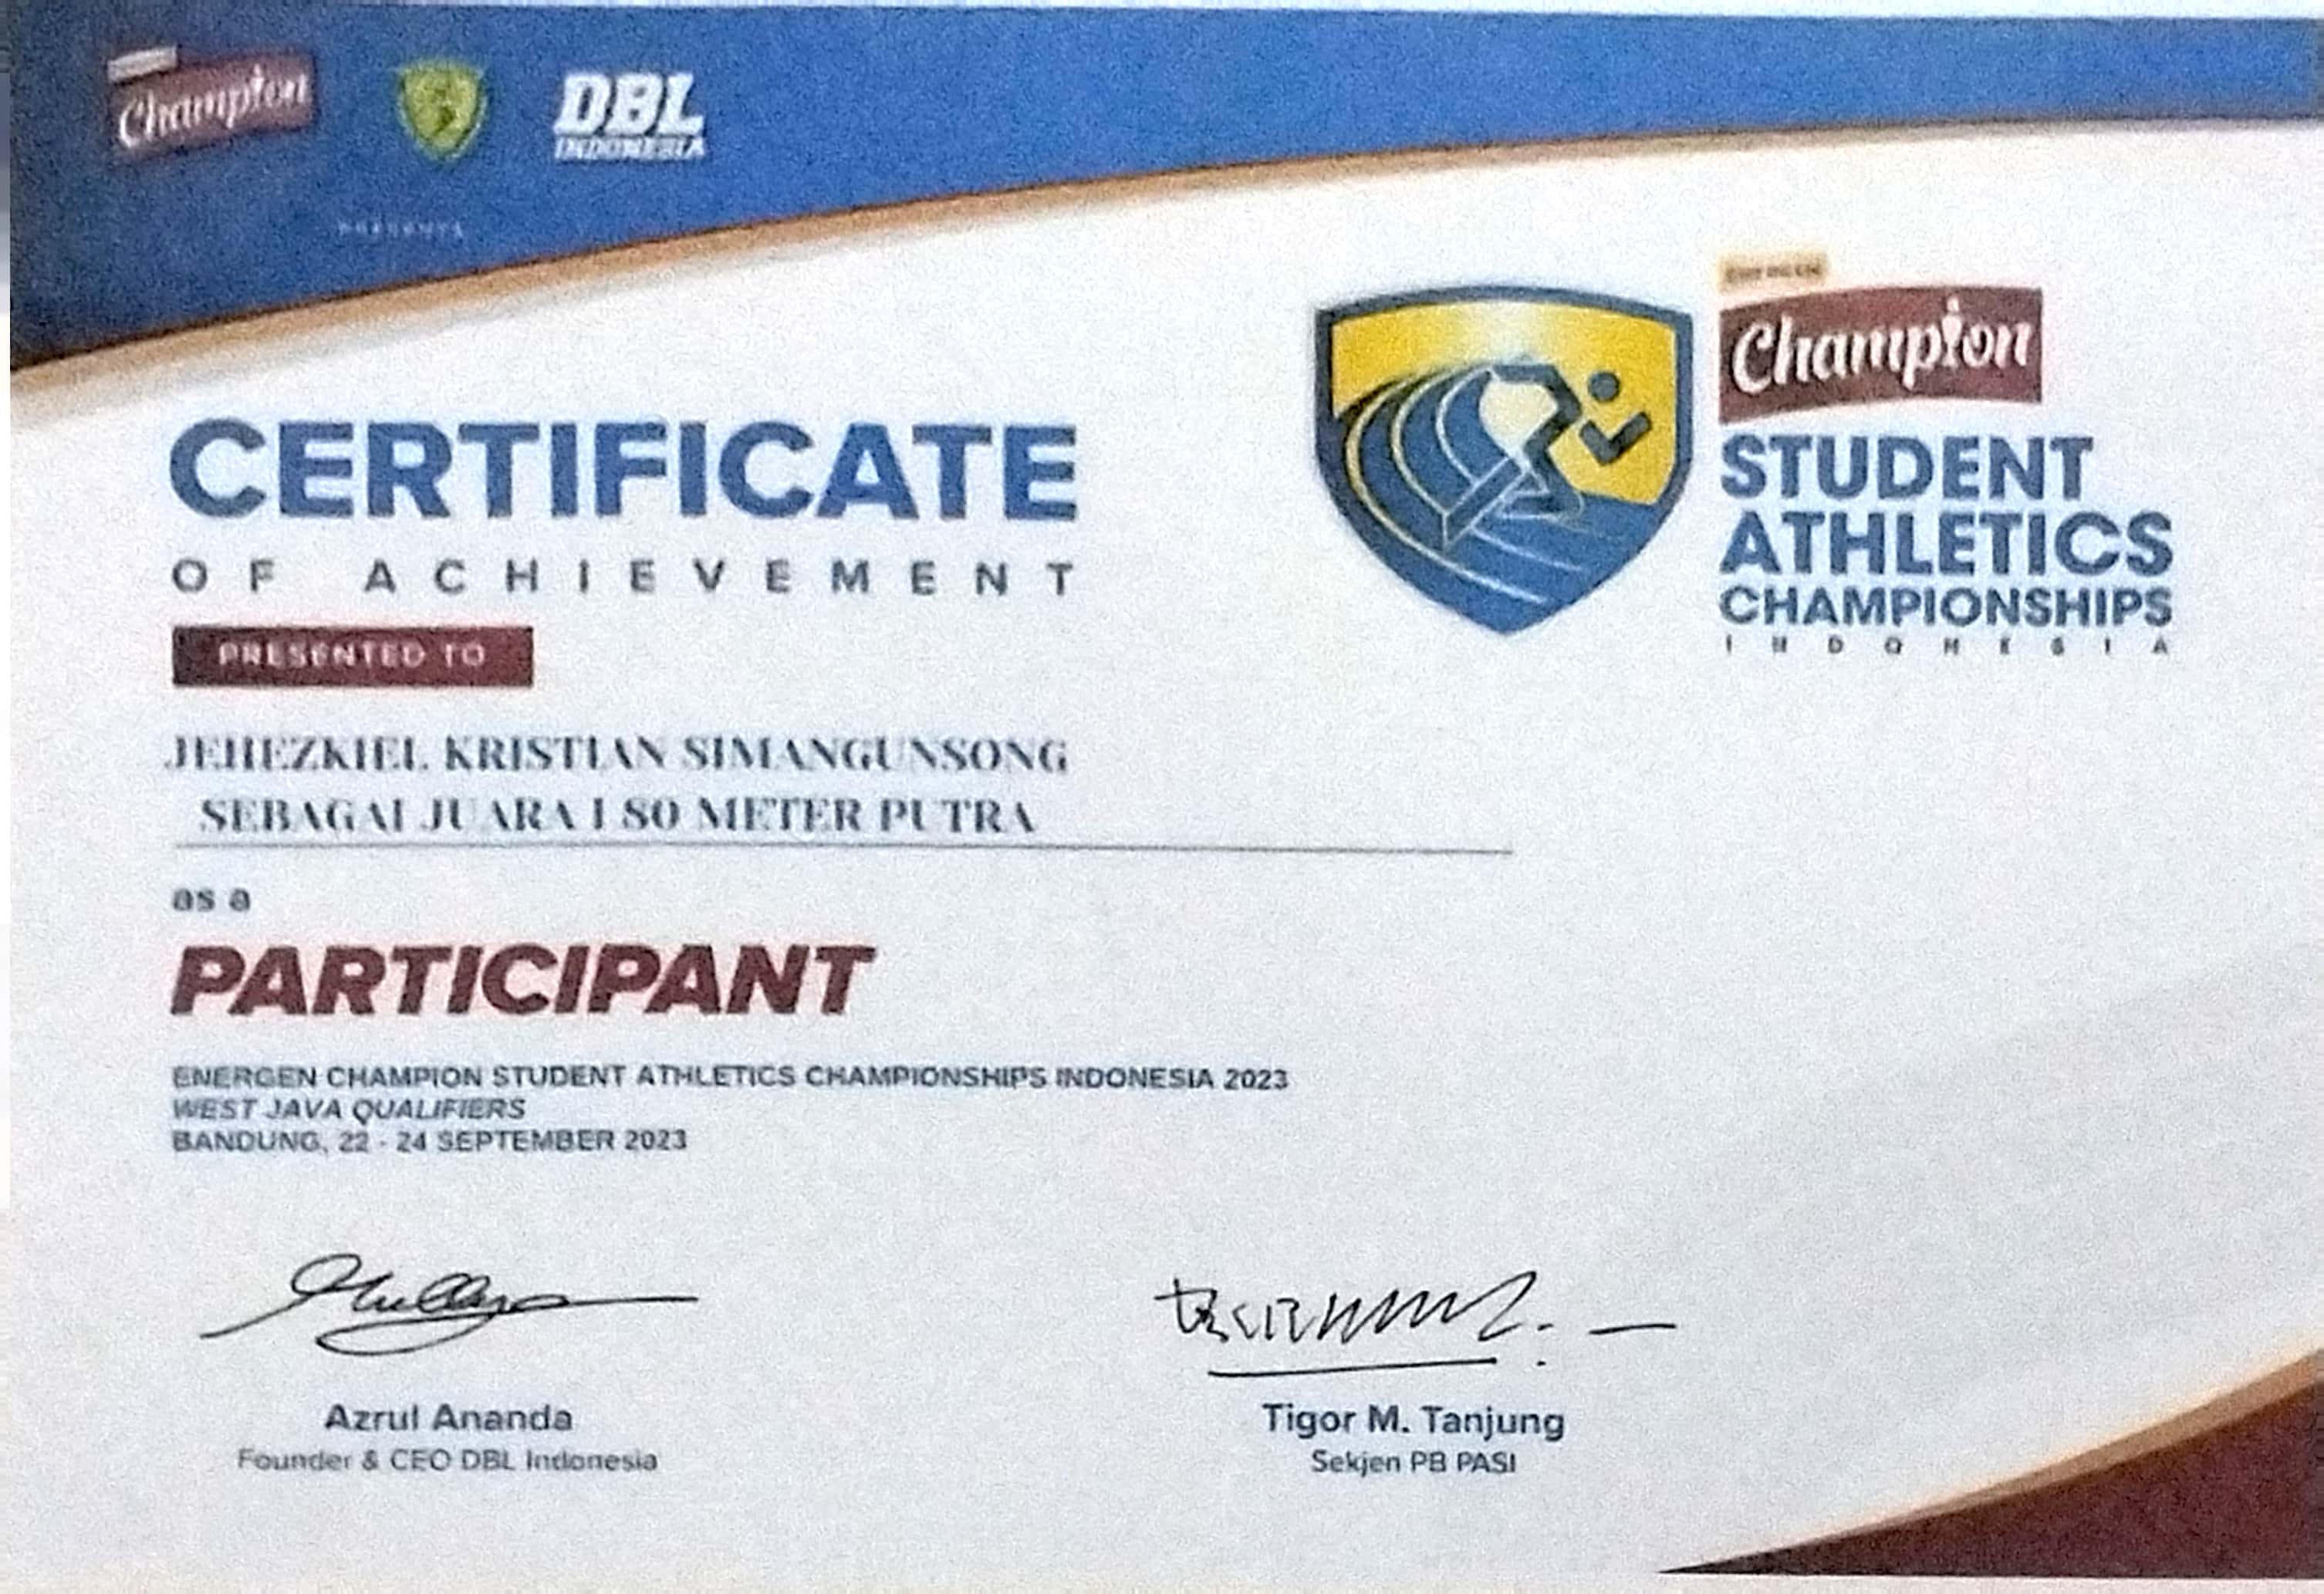 Champion
DBL
INDONESIA
PRESENTS
ENERGEN
Champion
STUDENT
ATHLETICS
CHAMPIONSHIPS
INDONESIA
CERTIFICATE
OF ACHIEVEMENT
PRESENTED TO
JEHEZKIEL KRISTIAN SIMANGUNSONG
SEBAGAI JUARA I 80 METER PUTRA
as a
PARTICIPANT
ENERGEN CHAMPION STUDENT ATHLETICS CHAMPIONSHIPS INDONESIA 2023
WEST JAVA QUALIFIERS
BANDUNG, 22 - 24 SEPTEMBER 2023
Azrul Ananda
Founder & CEO DBL Indonesia
Tigor M. Tanjung
Sekjen PB PASI